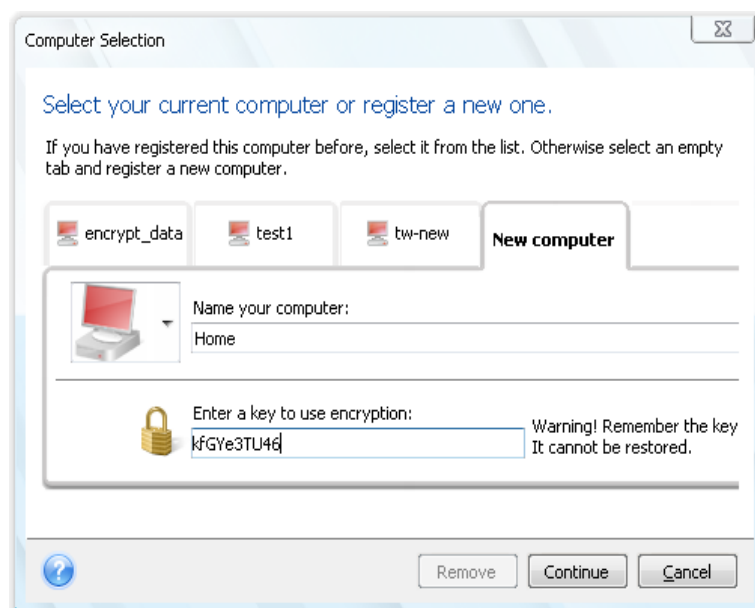 Computer Selection
Select your current computer or register a new one.
If you have registered this computer before, select it from the list. Otherwise select an empty
tab and register a new computer.
encrypt_data
test1
tw-new
New computer
Name your computer:
Home
Enter a key to use encryption:
kfGYe3TU46
Warning! Remember the key
It cannot be restored.
Remove
Continue
Cancel